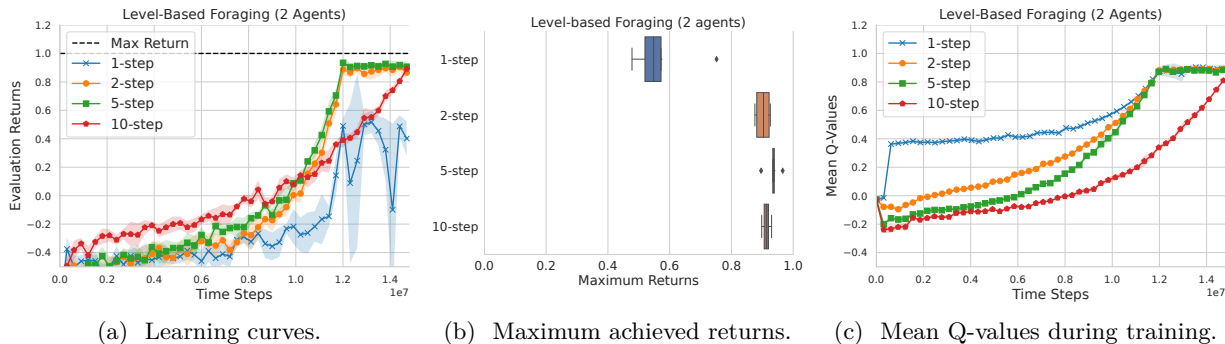 Level-Based Foraging (2 Agents)
1.2
1.0
0.8
0.6
0.4
0.2
0.0
−0.2
−0.4
Evaluation Returns
Max Return
1-step
2-step
5-step
10-step
0.0 0.2 0.4 0.6 0.8 1.0 1.2 1.4
1e7
Time Steps
(a) Learning curves.
Level-based Foraging (2 agents)
1-step
2-step
5-step
10-step
0.0 0.2 0.4 0.6 0.8 1.0
Maximum Returns
(b) Maximum achieved returns.
Level-Based Foraging (2 Agents)
1.2
1.0
0.8
0.6
0.4
0.2
0.0
−0.2
−0.4
Mean Q-Values
1-step
2-step
5-step
10-step
0.0 0.2 0.4 0.6 0.8 1.0 1.2 1.4
1e7
Time Steps
(c) Mean Q-values during training.